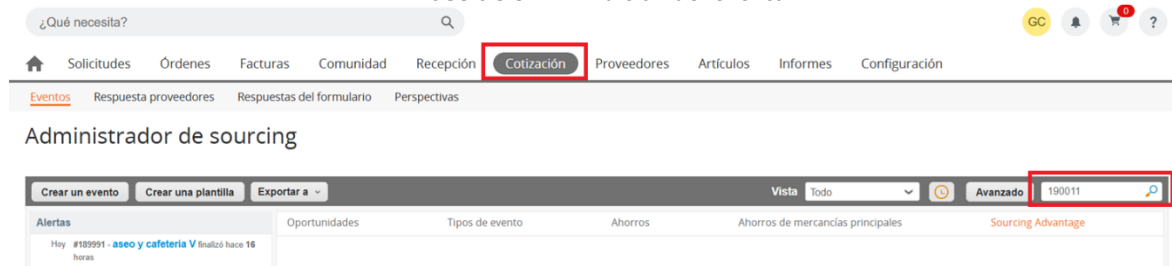 ¿Qué necesita?
GC
0
?
Solicitudes Órdenes Facturas Comunidad Recepción Cotización Proveedores Artículos Informes Configuración
Eventos Respuesta proveedores Respuestas del formulario Perspectivas
Administrador de sourcing
Crear un evento Crear una plantilla Exportar a Vista Todo Avanzado 190011
Alertas Oportunidades Tipos de evento Ahorros Ahorros de mercancías principales Sourcing Advantage
Hoy #189991 - aseo y cafeteria V finalizó hace 16
horas